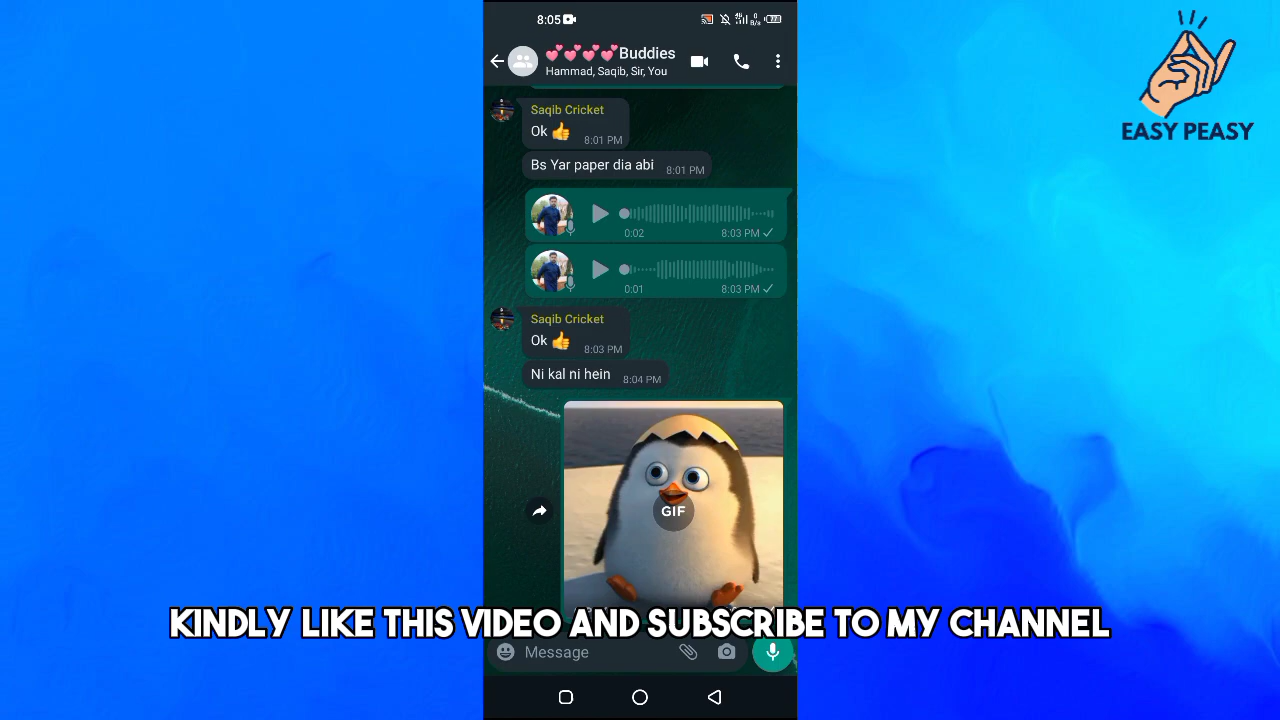 8:05
💕💕💕💕Buddies
Hammad, Saqib, Sir, You
EASY PEASY
Saqib Cricket
Ok 👍 8:01 PM
Bs Yar paper dia abi 8:01 PM
0:02 8:03 PM
0:01 8:03 PM
Saqib Cricket
Ok 👍 8:03 PM
Ni kal ni hein 8:04 PM
GIF
KINDLY LIKE THIS VIDEO AND SUBSCRIBE TO MY CHANNEL
Message